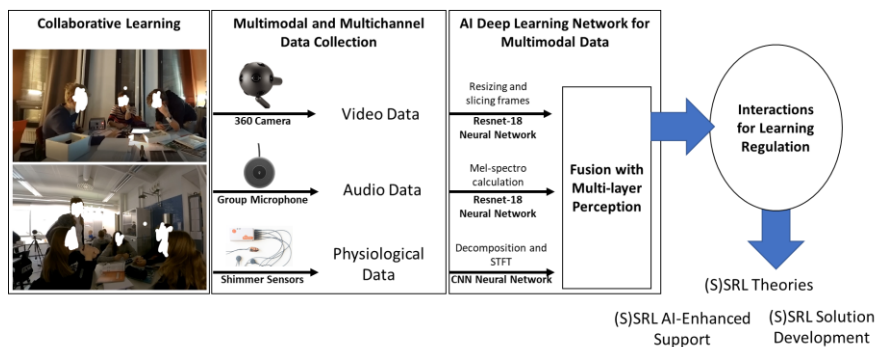 Collaborative Learning
Multimodal and Multichannel
Data Collection
AI Deep Learning Network for
Multimodal Data
360 Camera
Video Data
Resizing and
slicing frames
Resnet-18
Neural Network
Group Microphone
Audio Data
Mel-spectro
calculation
Resnet-18
Neural Network
Shimmer Sensors
Physiological
Data
Decomposition and
STFT
CNN Neural Network
Fusion with
Multi-layer
Perception
Interactions
for Learning
Regulation
(S)SRL Theories
(S)SRL AI-Enhanced
Support
(S)SRL Solution
Development